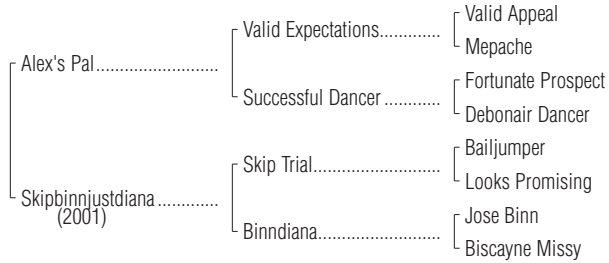 Valid Appeal
Valid Expectations.............
Mepache
Alex's Pal..........................
Fortunate Prospect
Successful Dancer ............
Debonair Dancer
Bailjumper
Skip Trial...........................
Looks Promising
Skipbinnjustdiana .............
(2001)
Jose Binn
Binndiana..........................
Biscayne Missy